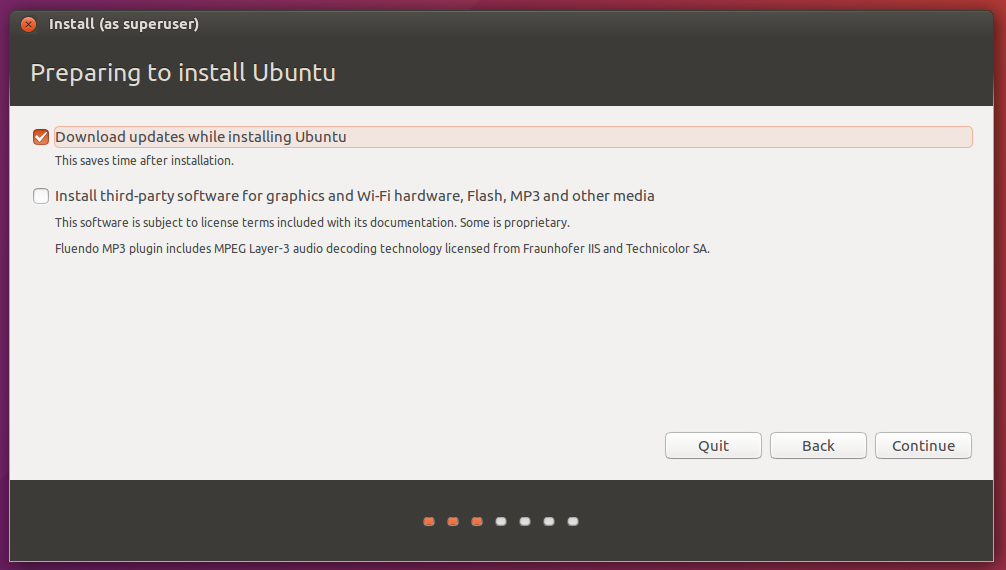 Install (as superuser)
Preparing to install Ubuntu
Download updates while installing Ubuntu
This saves time after installation.
Install third-party software for graphics and Wi-Fi hardware, Flash, MP3 and other media
This software is subject to license terms included with its documentation. Some is proprietary.
Fluendo MP3 plugin includes MPEG Layer-3 audio decoding technology licensed from Fraunhofer IIS and Technicolor SA.
Quit
Back
Continue